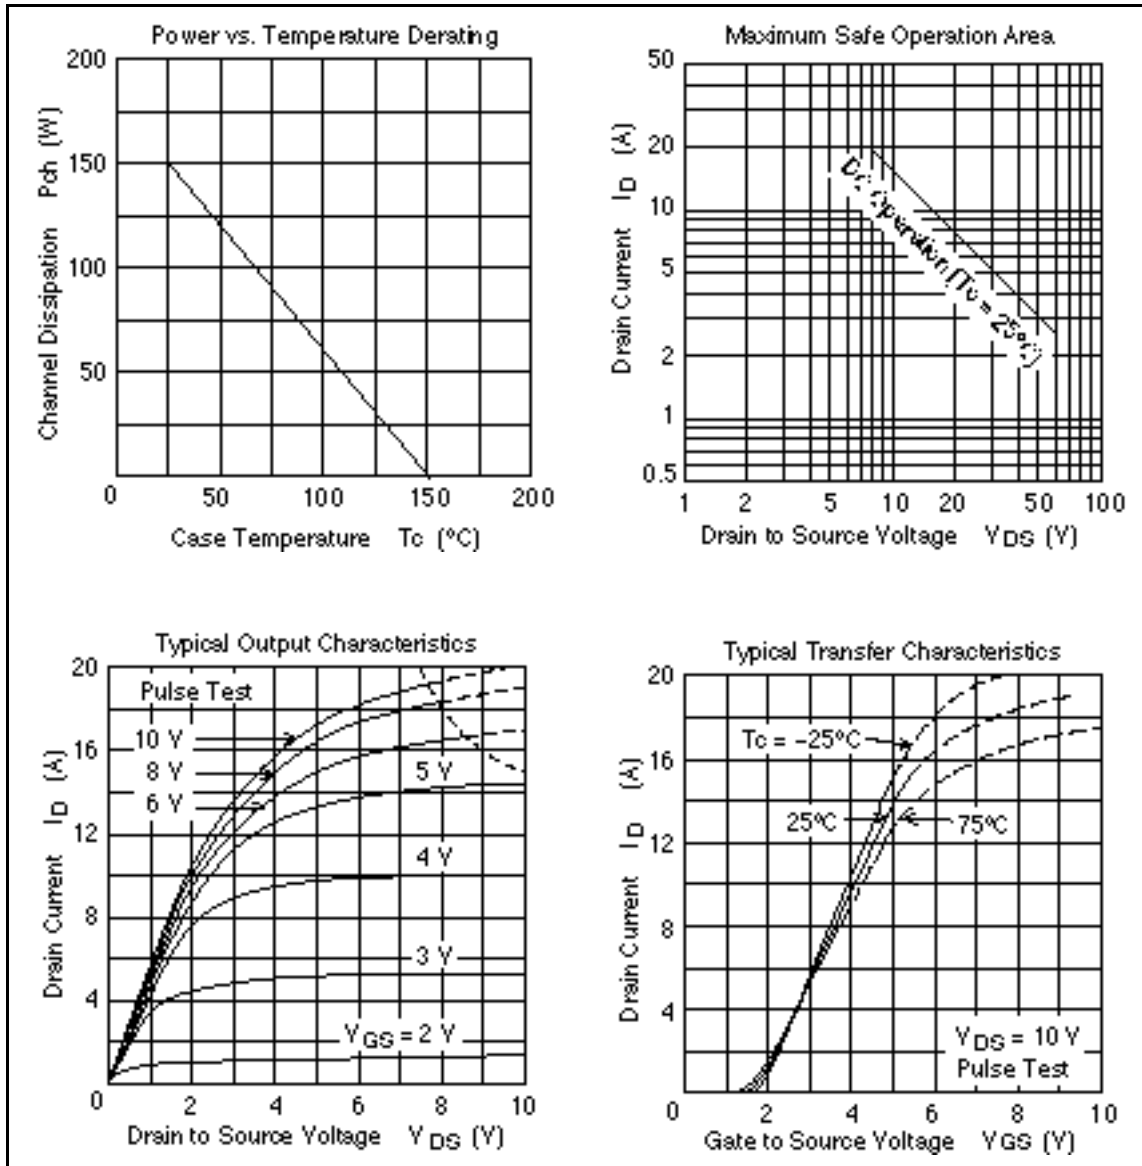 Power vs. Temperature Derating
200
150
100
50
Channel Dissipation Pch (W)
0 50 100 150 200
Case Temperature Tc (°C)
Maximum Safe Operation Area
50
20
10
5
2
1
0.5
Drain Current ID (A)
DC Operation (Tc = 25°C)
1 2 5 10 20 50 100
Drain to Source Voltage VDS (V)
Typical Output Characteristics
20
16
12
8
4
0
Drain Current ID (A)
Pulse Test
10 V
8 V
6 V
5 V
4 V
3 V
VGS = 2 V
2 4 6 8 10
Drain to Source Voltage VDS (V)
Typical Transfer Characteristics
20
16
12
8
4
0
Drain Current ID (A)
Tc = –25°C
25°C
75°C
VDS = 10 V
Pulse Test
2 4 6 8 10
Gate to Source Voltage VGS (V)